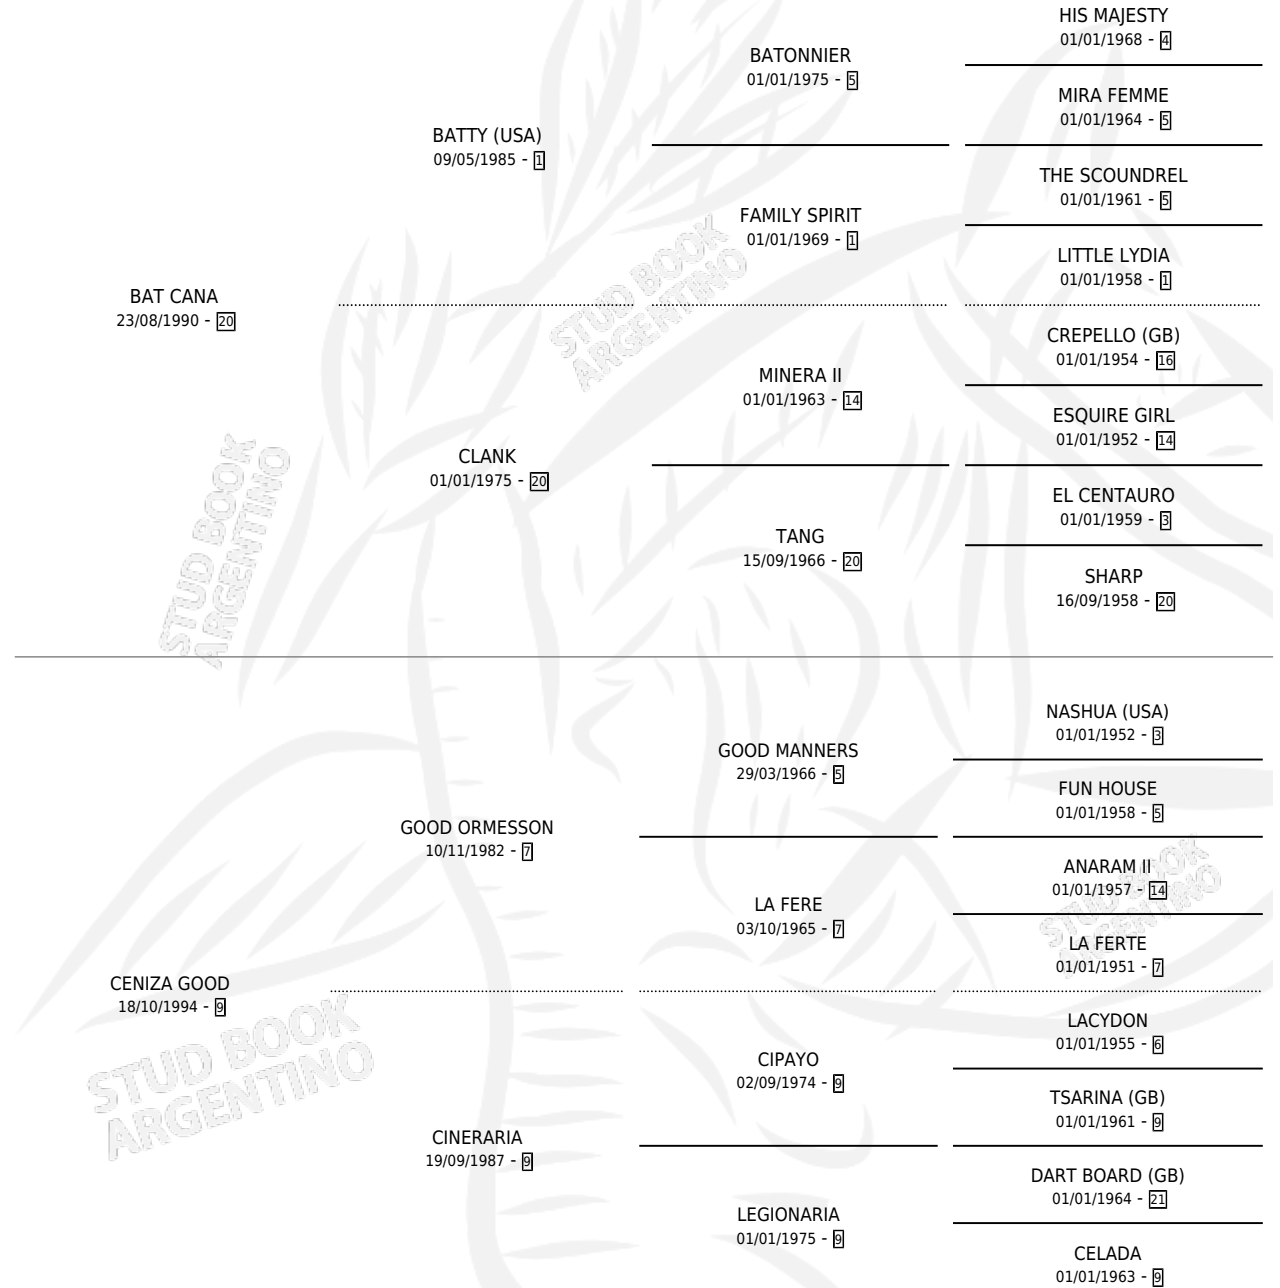 HIS MAJESTY
01/01/1968 - 4
BATONNIER
01/01/1975 - 5
MIRA FEMME
01/01/1964 - 5
BATTY (USA)
09/05/1985 - 1
THE SCOUNDREL
01/01/1961 - 5
FAMILY SPIRIT
01/01/1969 - 1
LITTLE LYDIA
01/01/1958 - 1
BAT CANA
23/08/1990 - 20
CREPELLO (GB)
01/01/1954 - 16
MINERA II
01/01/1963 - 14
ESQUIRE GIRL
01/01/1952 - 14
CLANK
01/01/1975 - 20
EL CENTAURO
01/01/1959 - 3
TANG
15/09/1966 - 20
SHARP
16/09/1958 - 20
NASHUA (USA)
01/01/1952 - 3
GOOD MANNERS
29/03/1966 - 5
FUN HOUSE
01/01/1958 - 5
GOOD ORMESSON
10/11/1982 - 7
ANARAM II
01/01/1957 - 14
LA FERE
03/10/1965 - 7
LA FERTE
01/01/1951 - 7
CENIZA GOOD
18/10/1994 - 9
LACYDON
01/01/1955 - 6
CIPAYO
02/09/1974 - 9
TSARINA (GB)
01/01/1961 - 9
CINERARIA
19/09/1987 - 9
DART BOARD (GB)
01/01/1964 - 21
LEGIONARIA
01/01/1975 - 9
CELADA
01/01/1963 - 9
STUD BOOK
ARGENTINO
STUD BOOK
ARGENTINO
STUD BOOK
ARGENTINO
STUD BOOK
ARGENTINO